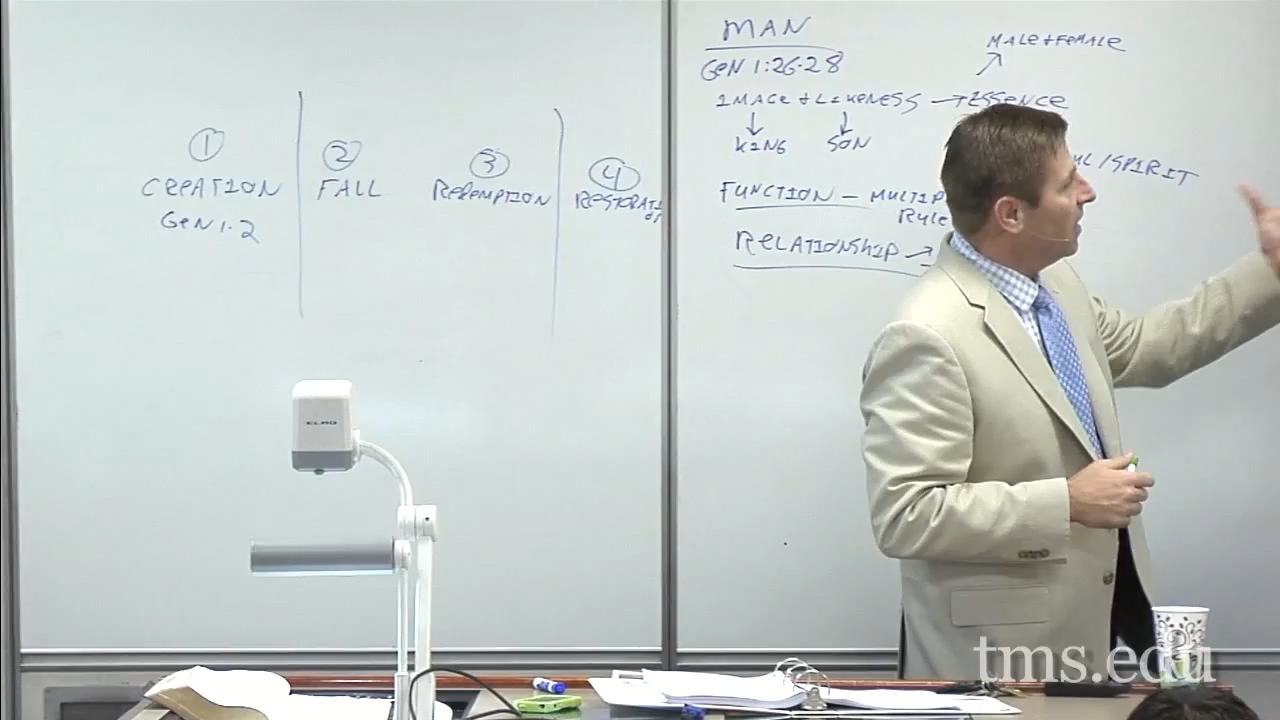 ①
CREATION
GEN 1-2
②
FALL
③
REDEMPTION
④
RESTORATI
ON
MAN
GEN 1:26-28
IMAGE + LIKENESS → ESSENCE
MALE + FEMALE
KING
SON
/SPIRIT
FUNCTION –
RULE
RELATIONSHIP →
ELMO
tms.edu